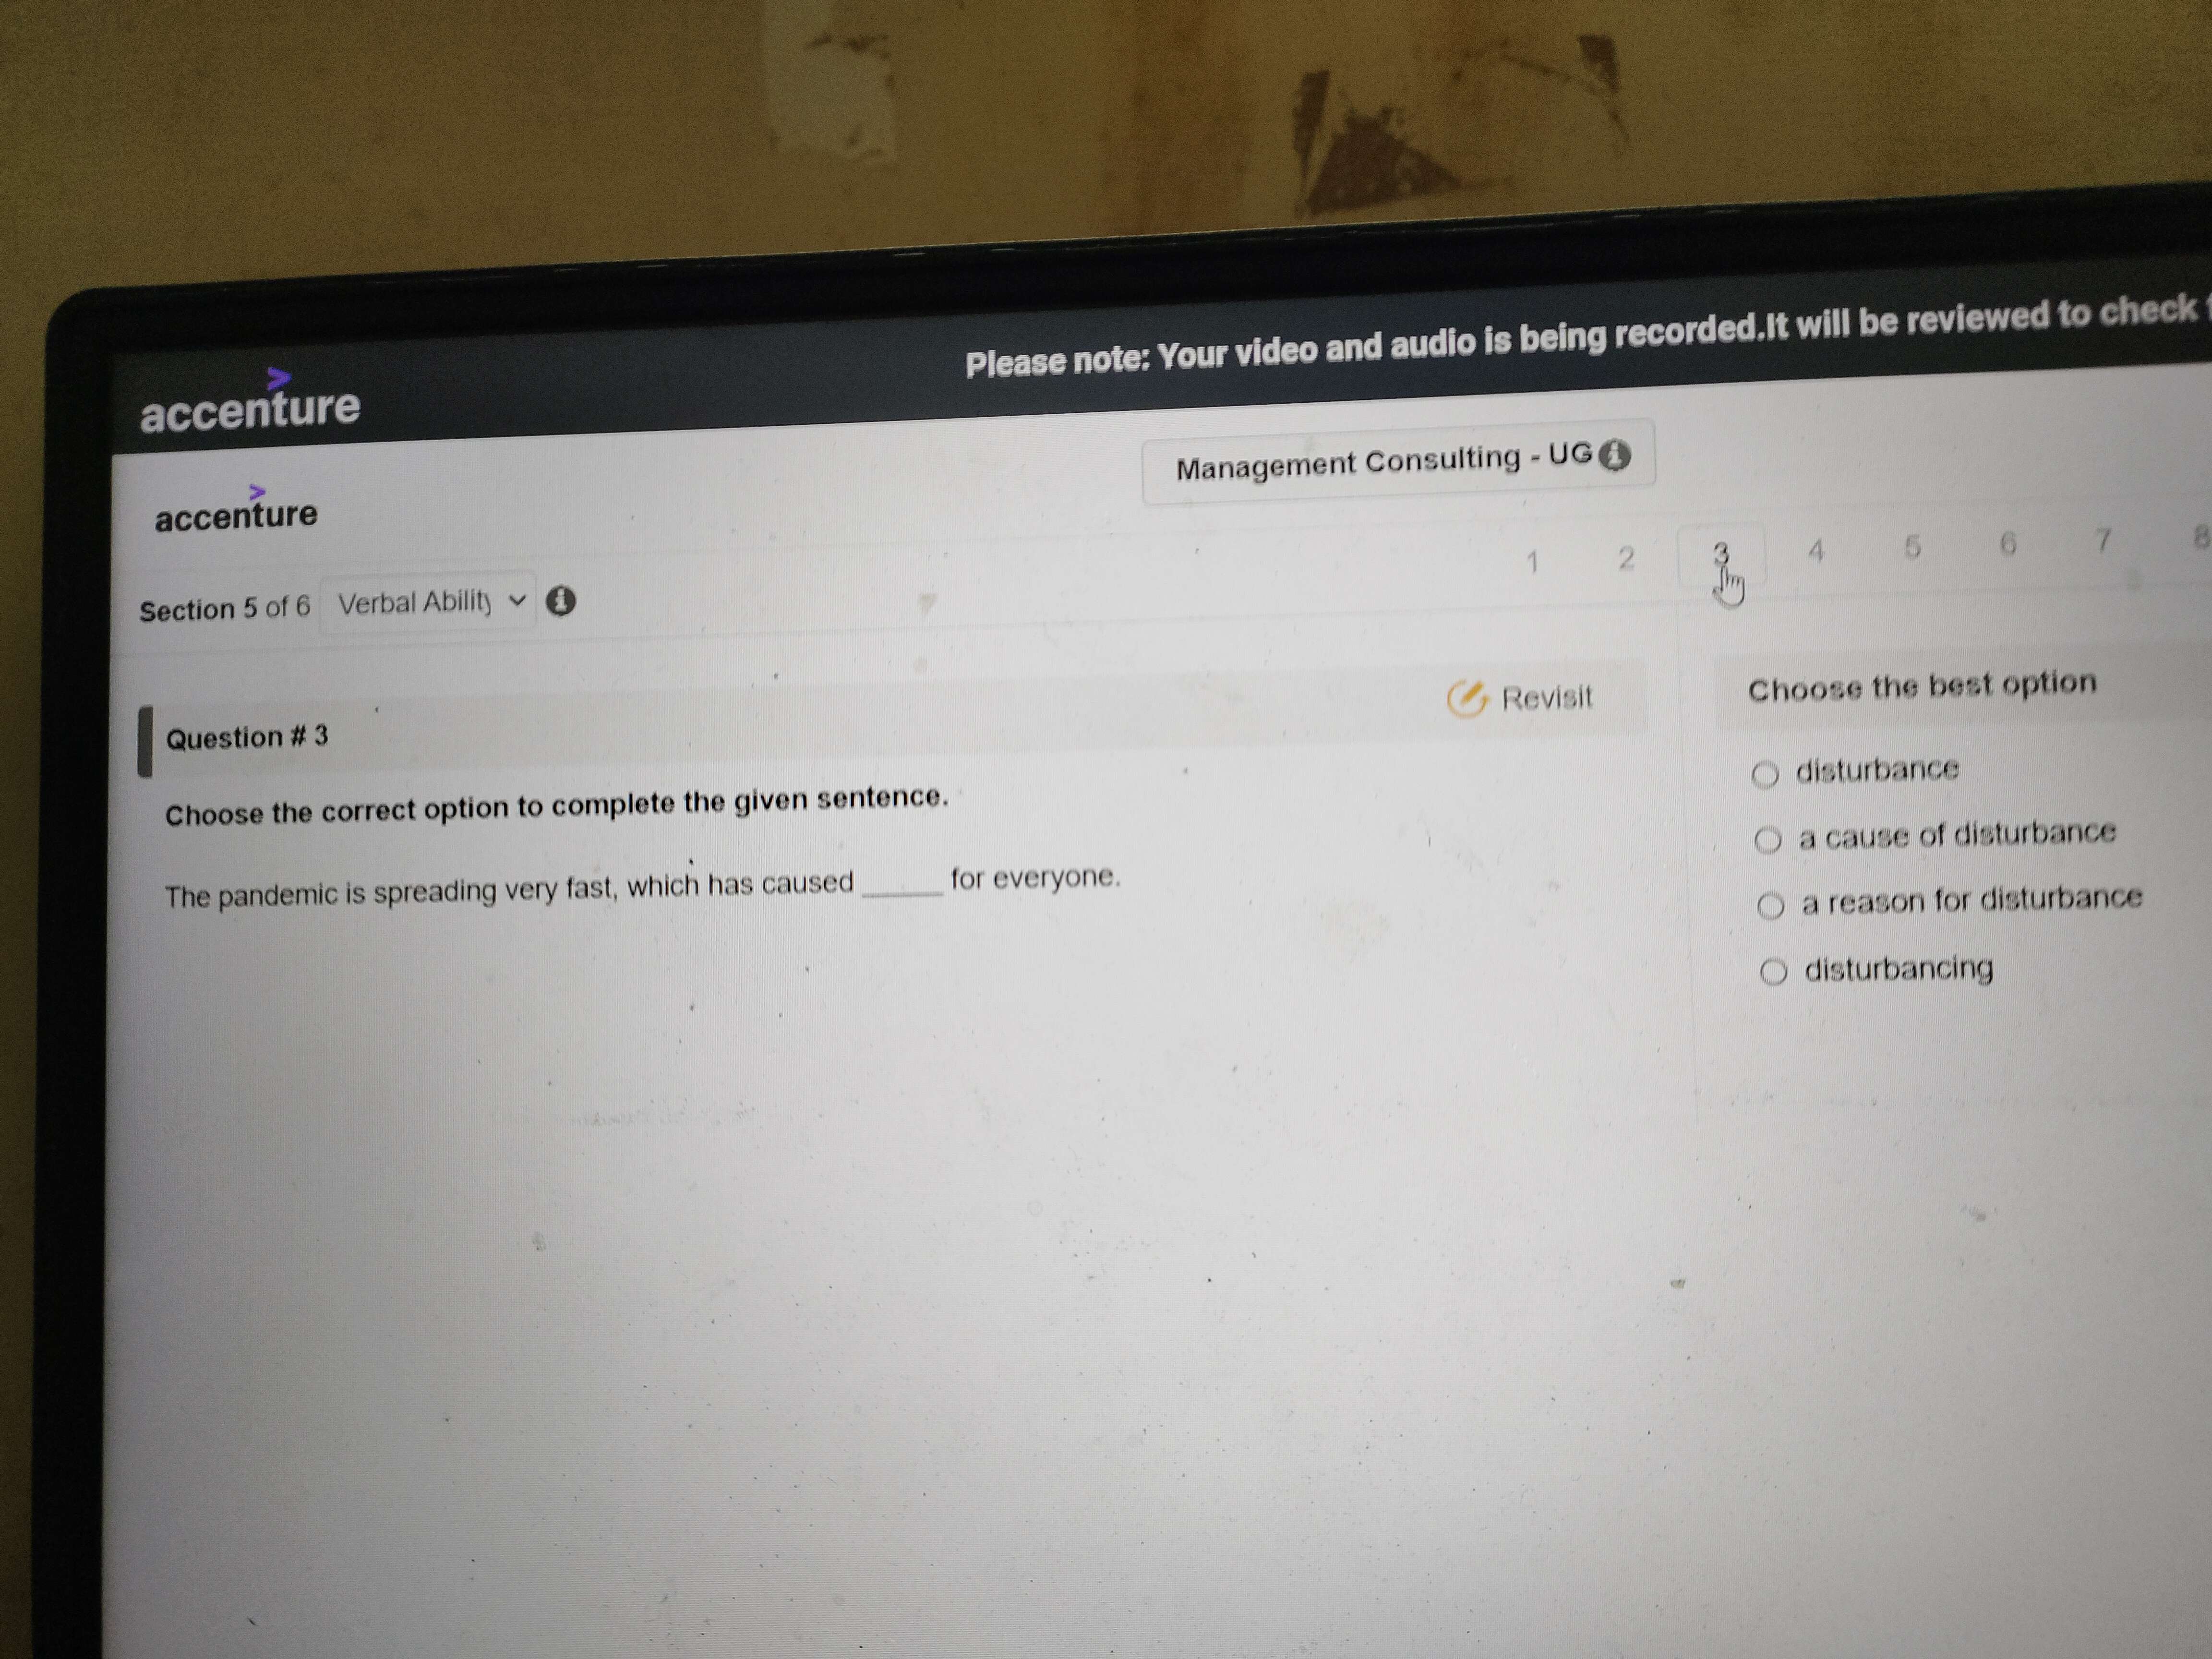 Please note: Your video and audio is being recorded.It will be reviewed to check
accenture
Management Consulting - UG
accenture
1 2 3 4 5 6 7 8
Section 5 of 6 Verbal Ability
Revisit
Question # 3
Choose the correct option to complete the given sentence.
The pandemic is spreading very fast, which has caused _____ for everyone.
Choose the best option
disturbance
a cause of disturbance
a reason for disturbance
disturbancing